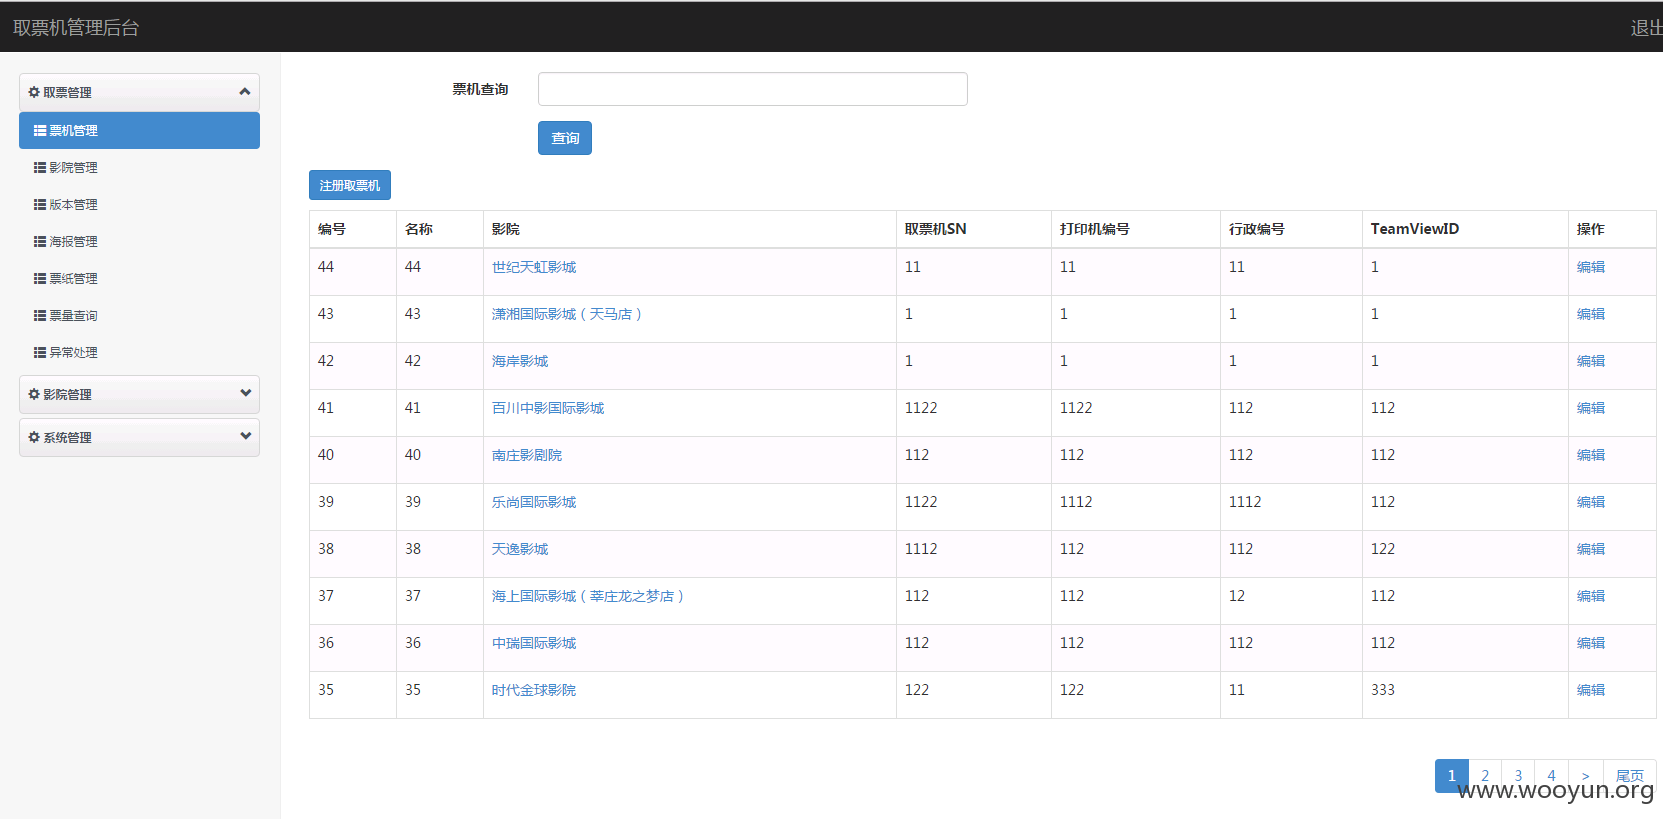 取票机管理后台 退出
取票管理
票机管理
影院管理
版本管理
海报管理
票纸管理
票量查询
异常处理
影院管理
系统管理
票机查询
查询
注册取票机
编号 名称 影院 取票机SN 打印机编号 行政编号 TeamViewID 操作
44 44 世纪天虹影城 11 11 11 1 编辑
43 43 潇湘国际影城（天马店） 1 1 1 1 编辑
42 42 海岸影城 1 1 1 1 编辑
41 41 百川中影国际影城 1122 1122 112 112 编辑
40 40 南庄影剧院 112 112 112 112 编辑
39 39 乐尚国际影城 1122 1112 1112 112 编辑
38 38 天逸影城 1112 112 112 122 编辑
37 37 海上国际影城（莘庄龙之梦店） 112 112 12 112 编辑
36 36 中瑞国际影城 112 112 112 112 编辑
35 35 时代金球影院 122 122 11 333 编辑
1 2 3 4 > 尾页
www.wooyun.org